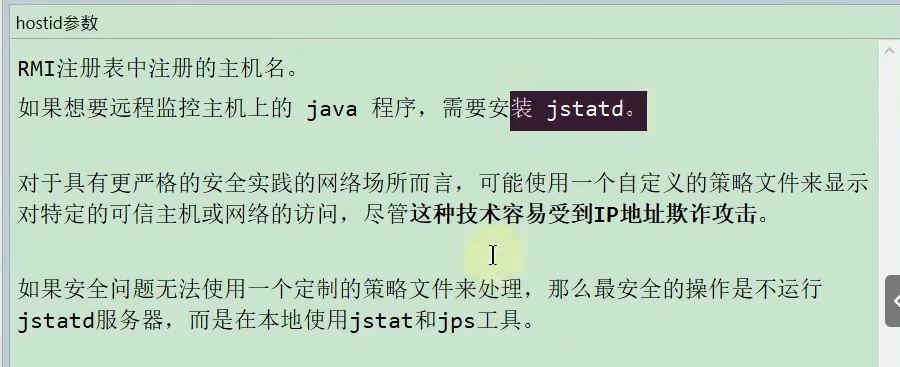 hostid参数
RMI注册表中注册的主机名。
如果想要远程监控主机上的 java 程序，需要安装 jstatd。
对于具有更严格的安全实践的网络场所而言，可能使用一个自定义的策略文件来显示
对特定的可信主机或网络的访问，尽管这种技术容易受到IP地址欺诈攻击。
如果安全问题无法使用一个定制的策略文件来处理，那么最安全的操作是不运行
jstatd服务器，而是在本地使用jstat和jps工具。